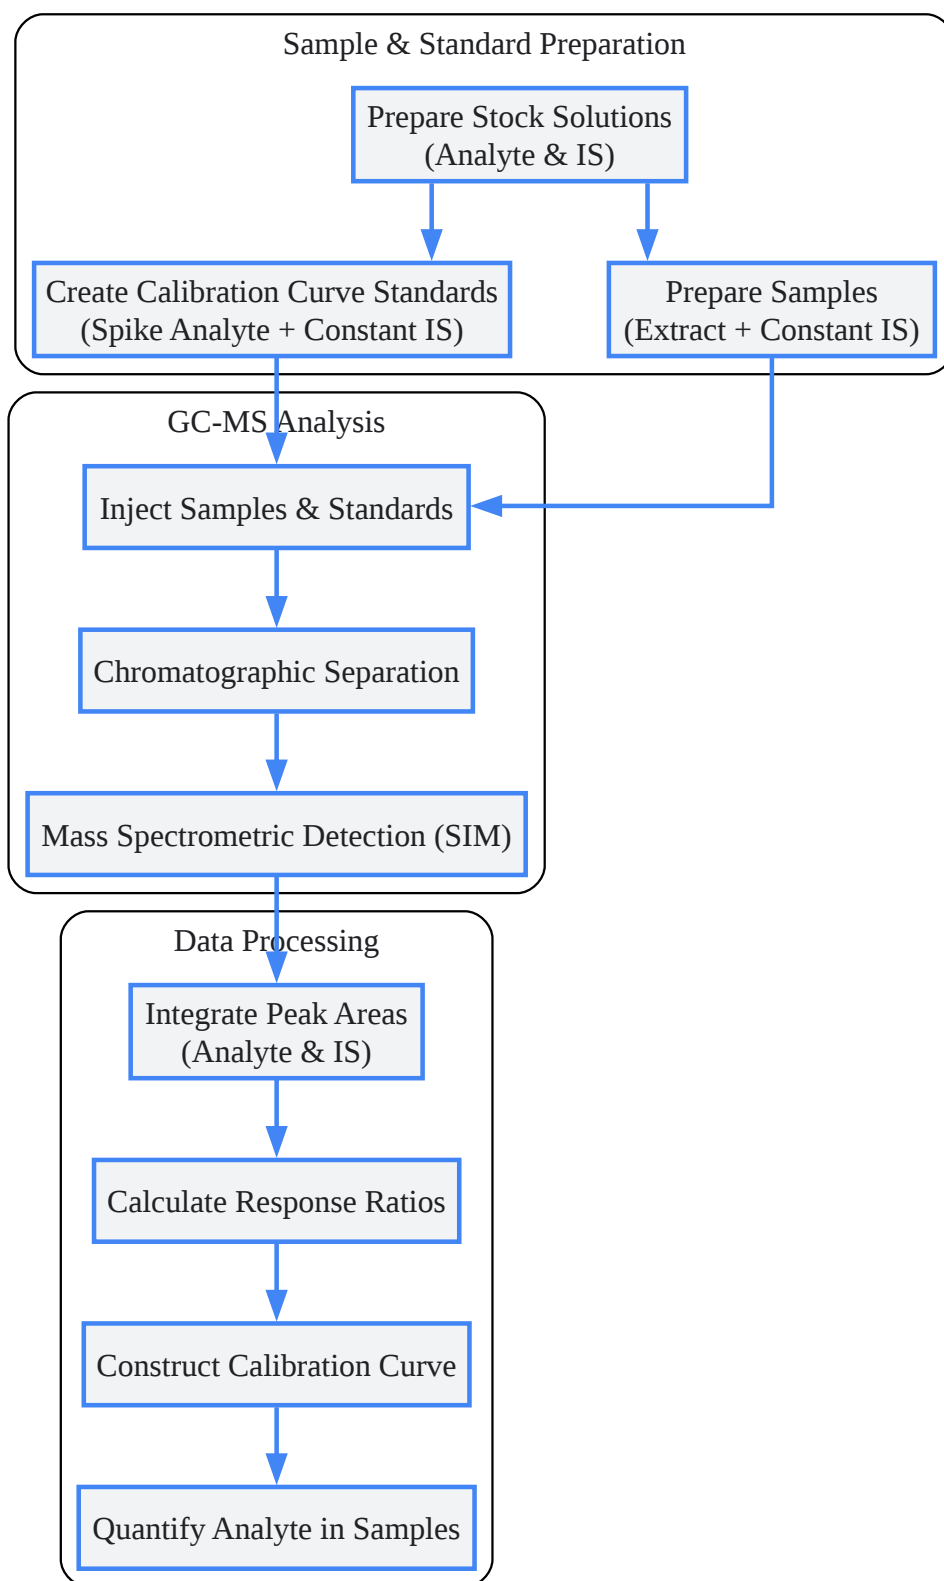 Sample & Standard Preparation
Prepare Stock Solutions
(Analyte & IS)
Create Calibration Curve Standards
(Spike Analyte + Constant IS)
Prepare Samples
(Extract + Constant IS)
GC-MS Analysis
Inject Samples & Standards
Chromatographic Separation
Mass Spectrometric Detection (SIM)
Data Processing
Integrate Peak Areas
(Analyte & IS)
Calculate Response Ratios
Construct Calibration Curve
Quantify Analyte in Samples